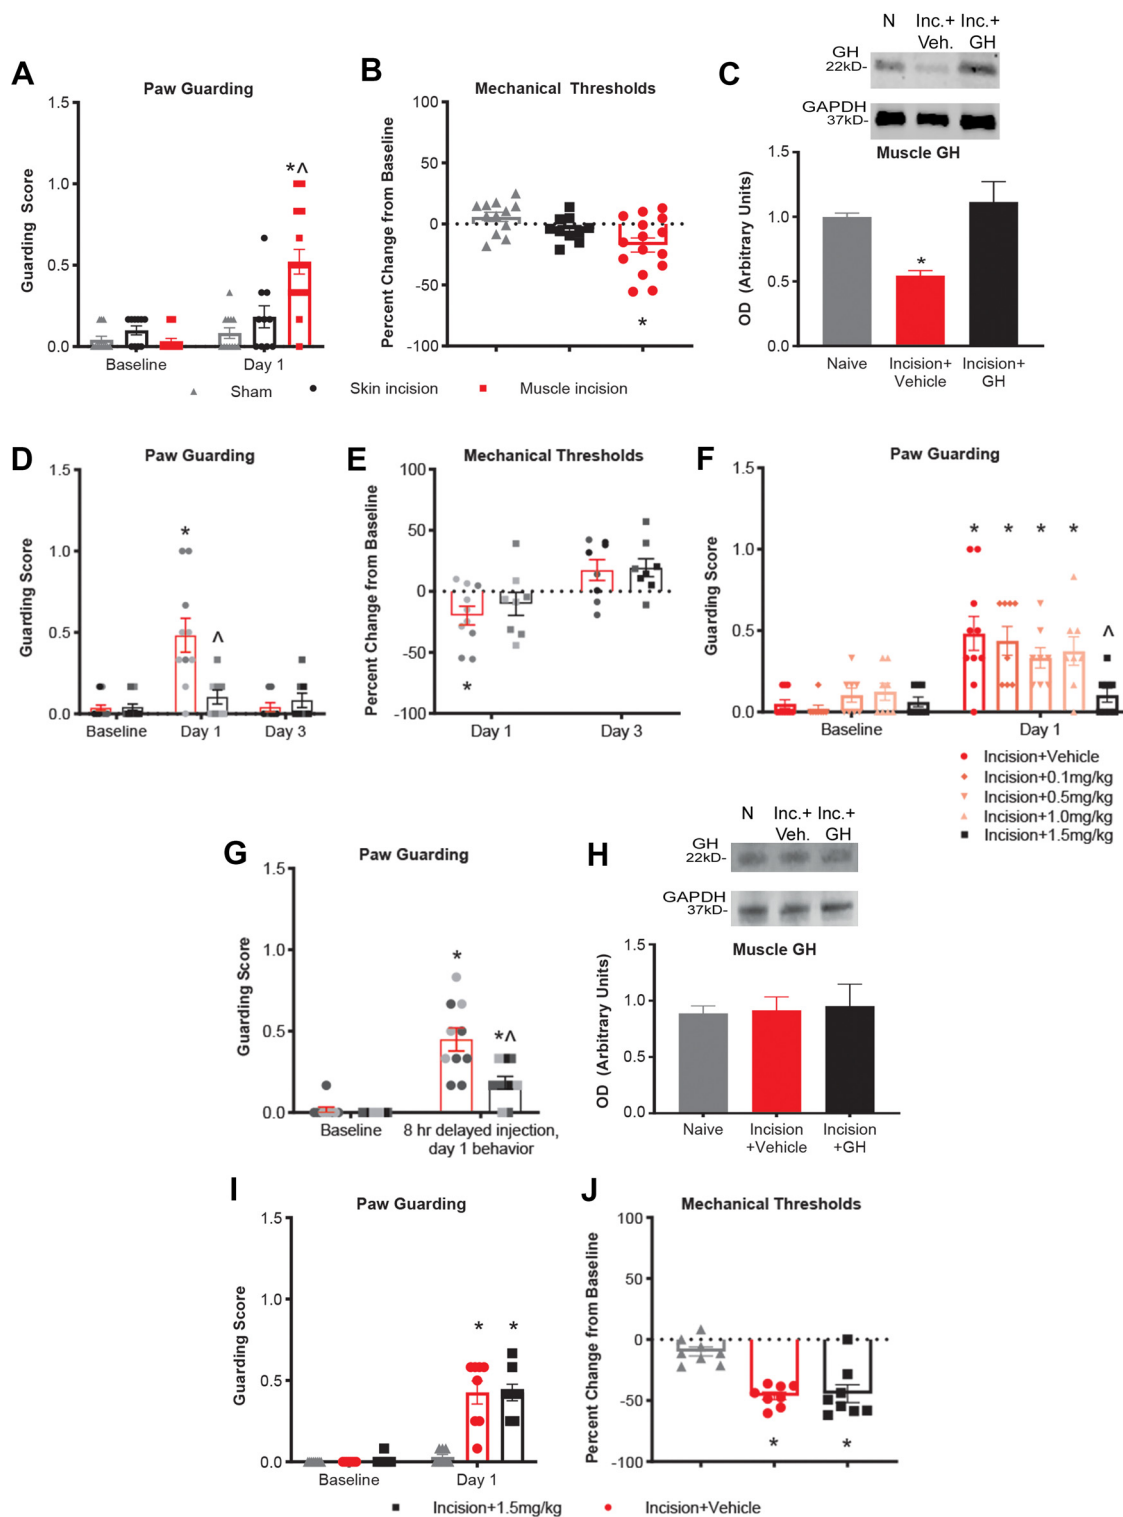 A
Paw Guarding
Guarding Score
1.5
1.0
0.5
0.0
*^
Baseline
Day 1
B
Mechanical Thresholds
Percent Change from Baseline
100
50
0
-50
-100
*
Sham
Skin incision
Muscle incision
C
N
Inc.+
Veh.
Inc.+
GH
GH
22kD-
GAPDH
37kD-
Muscle GH
OD (Arbitrary Units)
1.5
1.0
0.5
0.0
*
Naive
Incision+
Vehicle
Incision+
GH
D
Paw Guarding
Guarding Score
1.5
1.0
0.5
0.0
*
^
Baseline
Day 1
Day 3
E
Mechanical Thresholds
Percent Change from Baseline
100
50
0
-50
-100
*
Day 1
Day 3
F
Paw Guarding
Guarding Score
1.5
1.0
0.5
0.0
* * * *
^
Baseline
Day 1
Incision+Vehicle
Incision+0.1mg/kg
Incision+0.5mg/kg
Incision+1.0mg/kg
Incision+1.5mg/kg
G
Paw Guarding
Guarding Score
1.5
1.0
0.5
0.0
*
*^
Baseline
8 hr delayed injection,
day 1 behavior
H
N
Inc.+
Veh.
Inc.+
GH
GH
22kD-
GAPDH
37kD-
Muscle GH
OD (Arbitrary Units)
1.5
1.0
0.5
0.0
Naive
Incision
+Vehicle
Incision
+GH
I
Paw Guarding
Guarding Score
1.5
1.0
0.5
0.0
* *
Baseline
Day 1
J
Mechanical Thresholds
Percent Change from Baseline
100
50
0
-50
-100
* *
Incision+1.5mg/kg
Incision+Vehicle